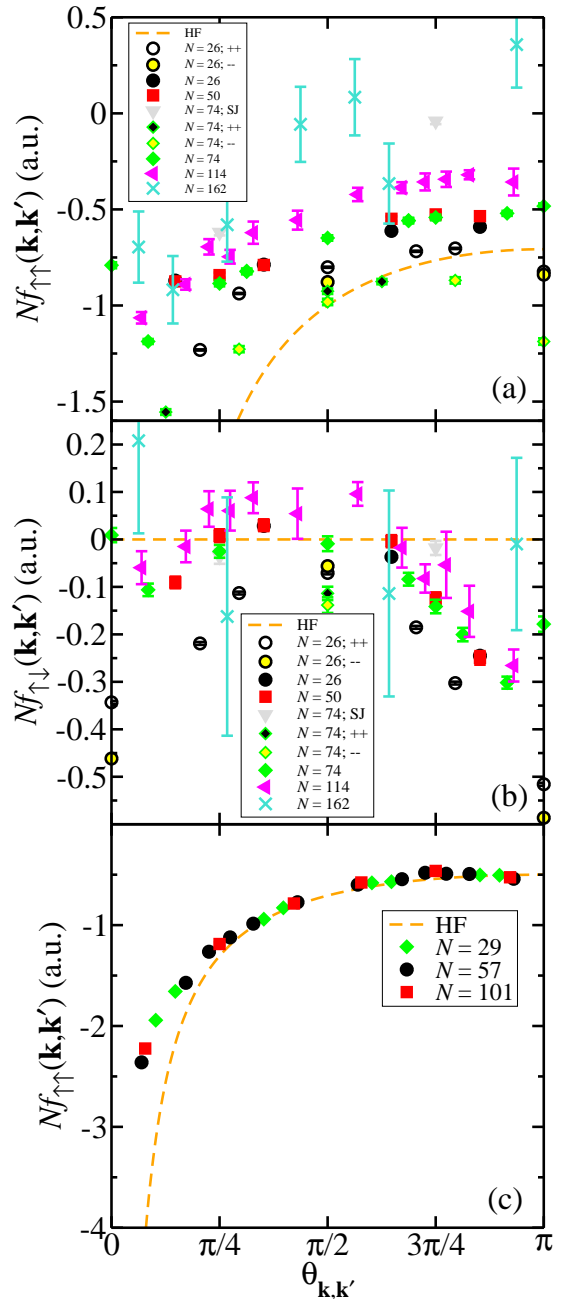 0.5
0
-0.5
-1
-1.5
Nf↑↑(k,k′) (a.u.)
HF
N = 26; ++
N = 26; --
N = 26
N = 50
N = 74; SJ
N = 74; ++
N = 74; --
N = 74
N = 114
N = 162
(a)
0.2
0.1
0
-0.1
-0.2
-0.3
-0.4
-0.5
Nf↑↓(k,k′) (a.u.)
HF
N = 26; ++
N = 26; --
N = 26
N = 50
N = 74; SJ
N = 74; ++
N = 74; --
N = 74
N = 114
N = 162
(b)
-1
-2
-3
-4
Nf↑↑(k,k′) (a.u.)
HF
N = 29
N = 57
N = 101
(c)
0 π/4 π/2 3π/4 π
θk,k′